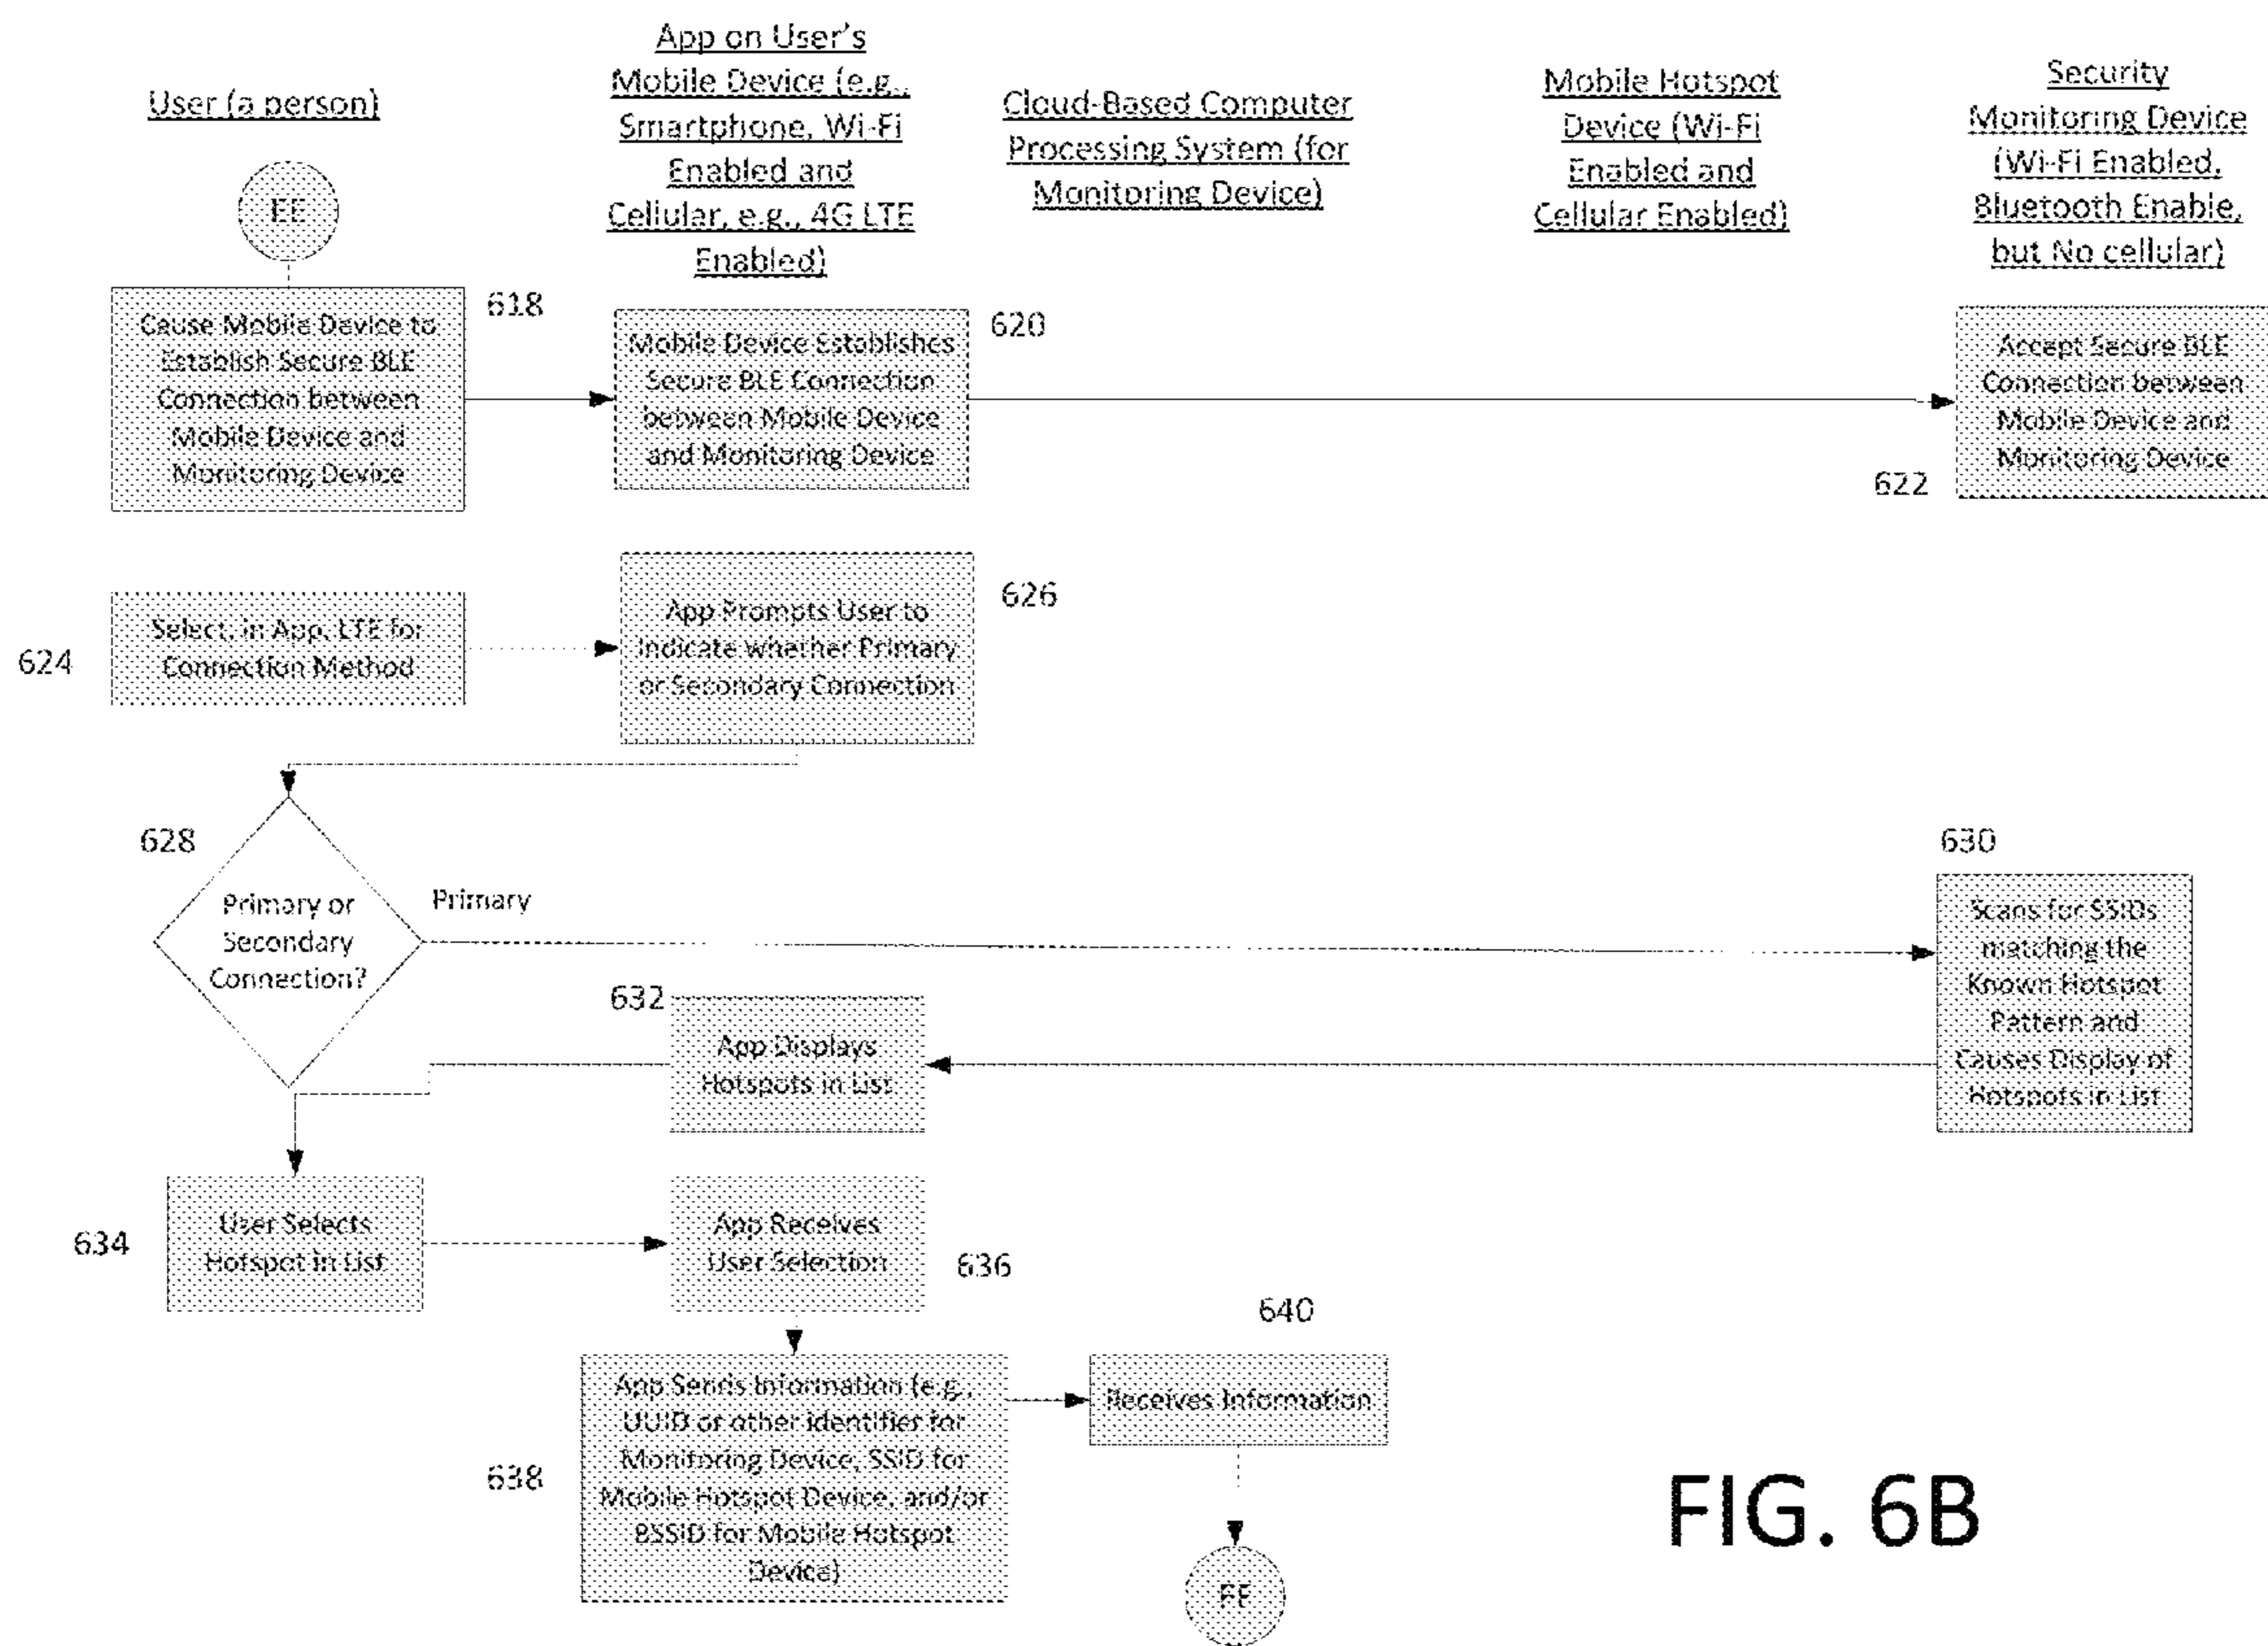 User (a person)
App on User's
Mobile Device (e.g.,
Smartphone, Wi-Fi
Enabled and
Cellular, e.g., 4G LTE
Enabled)
Cloud-Based Computer
Processing System (for
Monitoring Device)
Mobile Hotspot
Device (Wi-Fi
Enabled and
Cellular Enabled)
Security
Monitoring Device
(Wi-Fi Enabled,
Bluetooth Enable,
but No cellular)
EE
Cause Mobile Device to
Establish Secure BLE
Connection between
Mobile Device and
Monitoring Device
618
Mobile Device Establishes
Secure BLE Connection
between Mobile Device
and Monitoring Device
620
Accept Secure BLE
Connection between
Mobile Device and
Monitoring Device
622
624
Select, in App, LTE for
Connection Method
App Prompts User to
Indicate whether Primary
or Secondary Connection
626
628
Primary or
Secondary
Connection?
Primary
630
Scans for SSIDs
matching the
Known Hotspot
Pattern and
Causes Display of
Hotspots in List
632
App Displays
Hotspots in List
634
User Selects
Hotspot in List
App Receives
User Selection
636
638
App Sends Information (e.g.,
UUID or other identifier for
Monitoring Device, SSID for
Mobile Hotspot Device, and/or
BSSID for Mobile Hotspot
Device)
640
Receives Information
FF
FIG. 6B